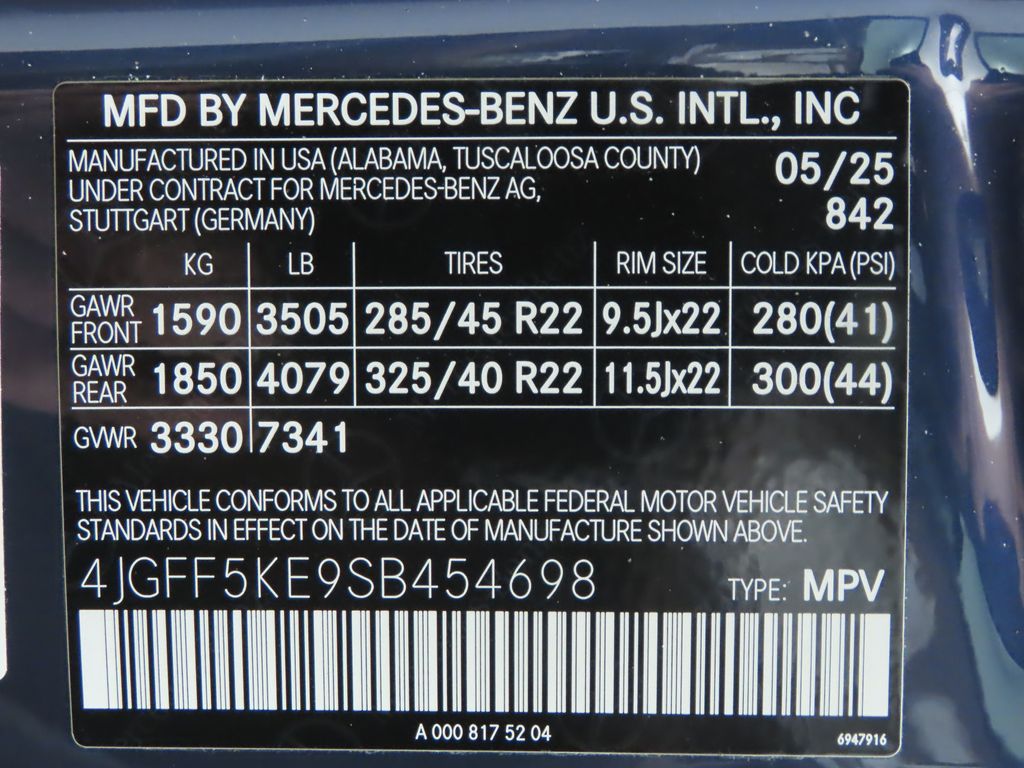 MFD BY MERCEDES-BENZ U.S. INTL., INC
MANUFACTURED IN USA (ALABAMA, TUSCALOOSA COUNTY) 05/25
UNDER CONTRACT FOR MERCEDES-BENZ AG,
STUTTGART (GERMANY) 842
KG LB TIRES RIM SIZE COLD KPA (PSI)
GAWR FRONT 1590 3505 285/45 R22 9.5Jx22 280(41)
GAWR REAR 1850 4079 325/40 R22 11.5Jx22 300(44)
GVWR 3330 7341
THIS VEHICLE CONFORMS TO ALL APPLICABLE FEDERAL MOTOR VEHICLE SAFETY
STANDARDS IN EFFECT ON THE DATE OF MANUFACTURE SHOWN ABOVE.
4JGFF5KE9SB454698 TYPE: MPV
A 000 817 52 04
6947916